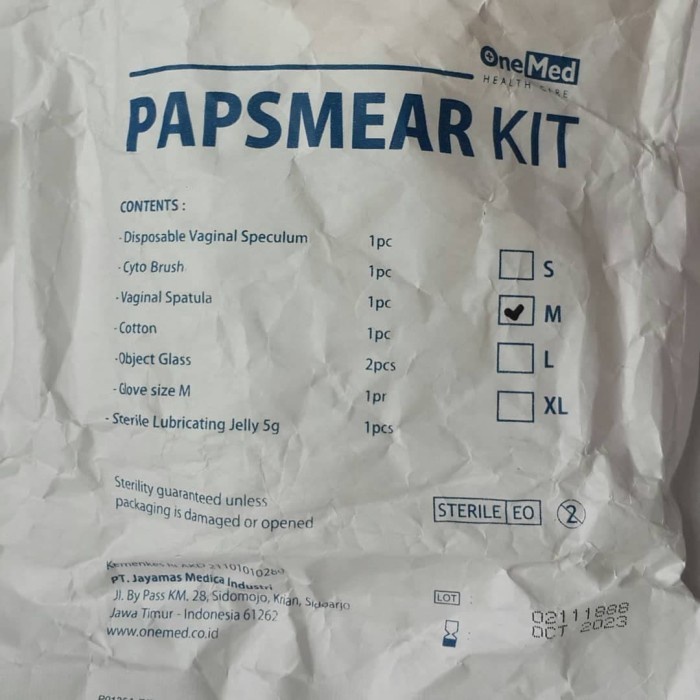 OneMed
HEALTH CARE
PAPSMEAR KIT
CONTENTS :
- Disposable Vaginal Speculum 1pc
- Cyto Brush 1pc
- Vaginal Spatula 1pc
- Cotton 1pc
- Object Glass 2pcs
- Glove size M 1pr
- Sterile Lubricating Jelly 5g 1pcs
S
M
L
XL
Sterility guaranteed unless
packaging is damaged or opened
STERILE EO 2
Kemenkes RI AKD
PT. Jayamas Medica Industri
Jl. By Pass KM. 28, Sidomojo, Krian, Sidoarjo
Jawa Timur - Indonesia 61262
www.onemed.co.id
LOT 02111888
OCT 2023